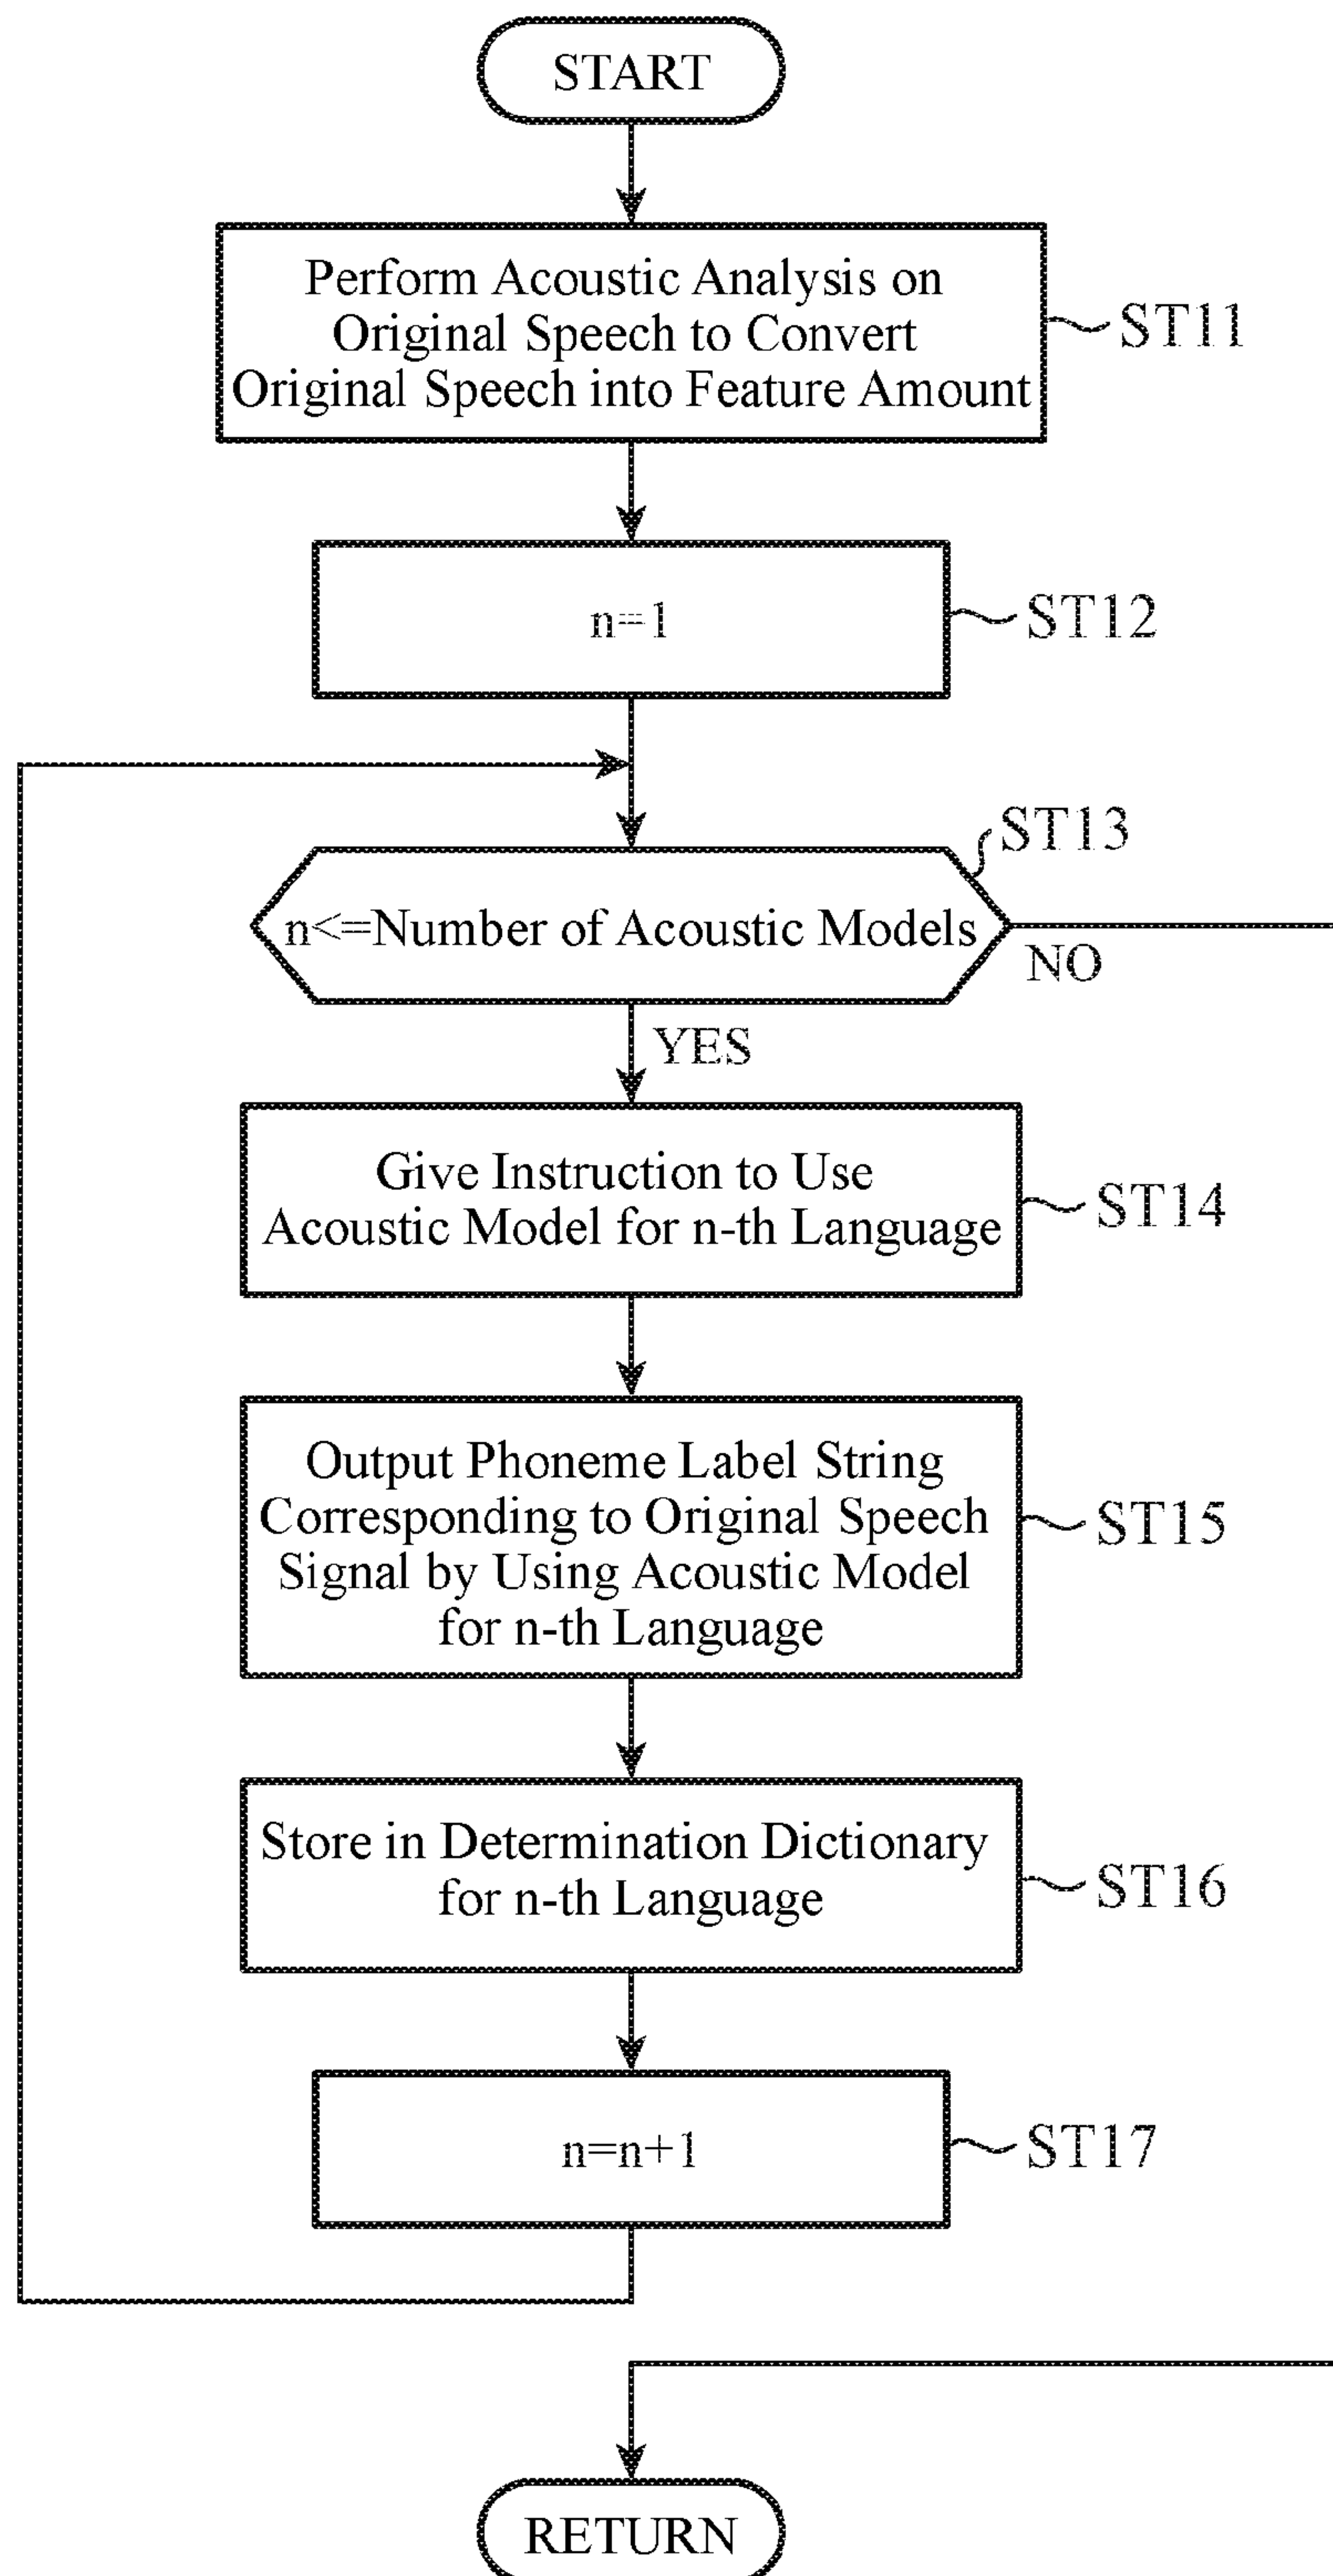 START
Perform Acoustic Analysis on
Original Speech to Convert
Original Speech into Feature Amount
ST11
n=1
ST12
ST13
n<=Number of Acoustic Models
NO
YES
Give Instruction to Use
Acoustic Model for n-th Language
ST14
Output Phoneme Label String
Corresponding to Original Speech
Signal by Using Acoustic Model
for n-th Language
ST15
Store in Determination Dictionary
for n-th Language
ST16
n=n+1
ST17
RETURN